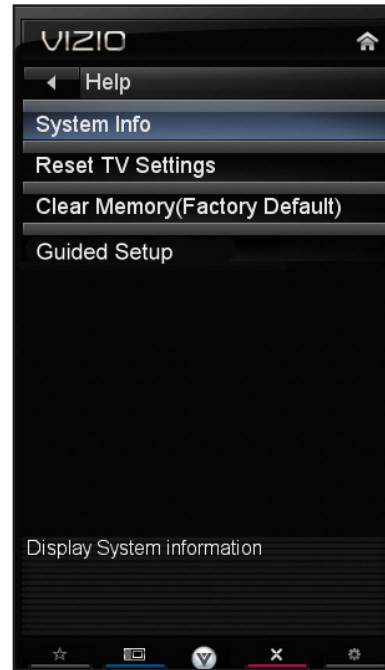 VIZIO
Help
System Info
Reset TV Settings
Clear Memory(Factory Default)
Guided Setup
Display System information
V